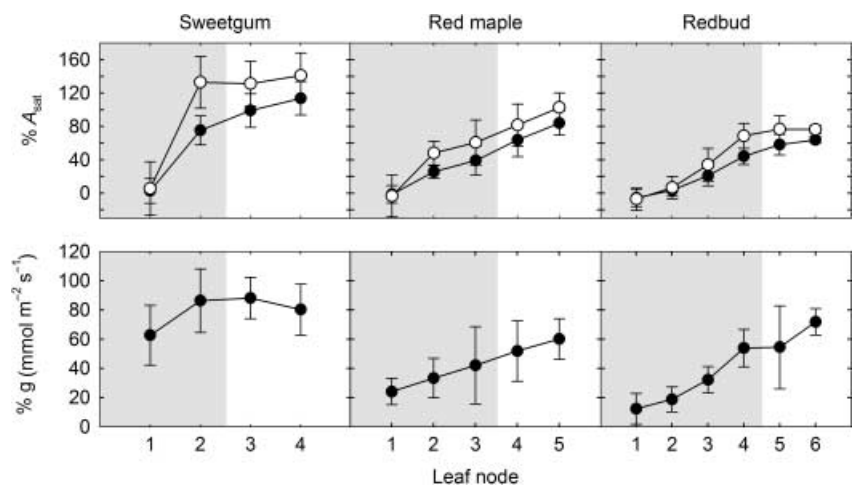 Sweetgum Red maple Redbud
160
120
80
40
0
% A_sat
120
100
80
60
40
20
0
% g (mmol m⁻² s⁻¹)
1 2 3 4 1 2 3 4 5 1 2 3 4 5 6
Leaf node